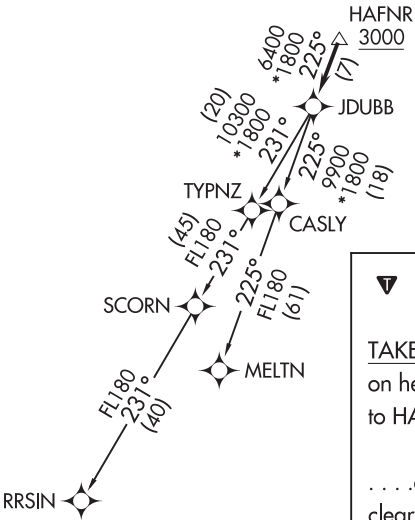 HAFNR
3000
6400
*1800
225°
(7)
JDUBB
(20)
10300
*1800
231°
225°
9900
*1800
(18)
TYPNZ
CASLY
(45)
FL180
231°
225°
FL180
(61)
SCORN
MELTN
FL180
231°
(40)
RRSIN
T
TAKE
on he
to HA
. . . .c
clear